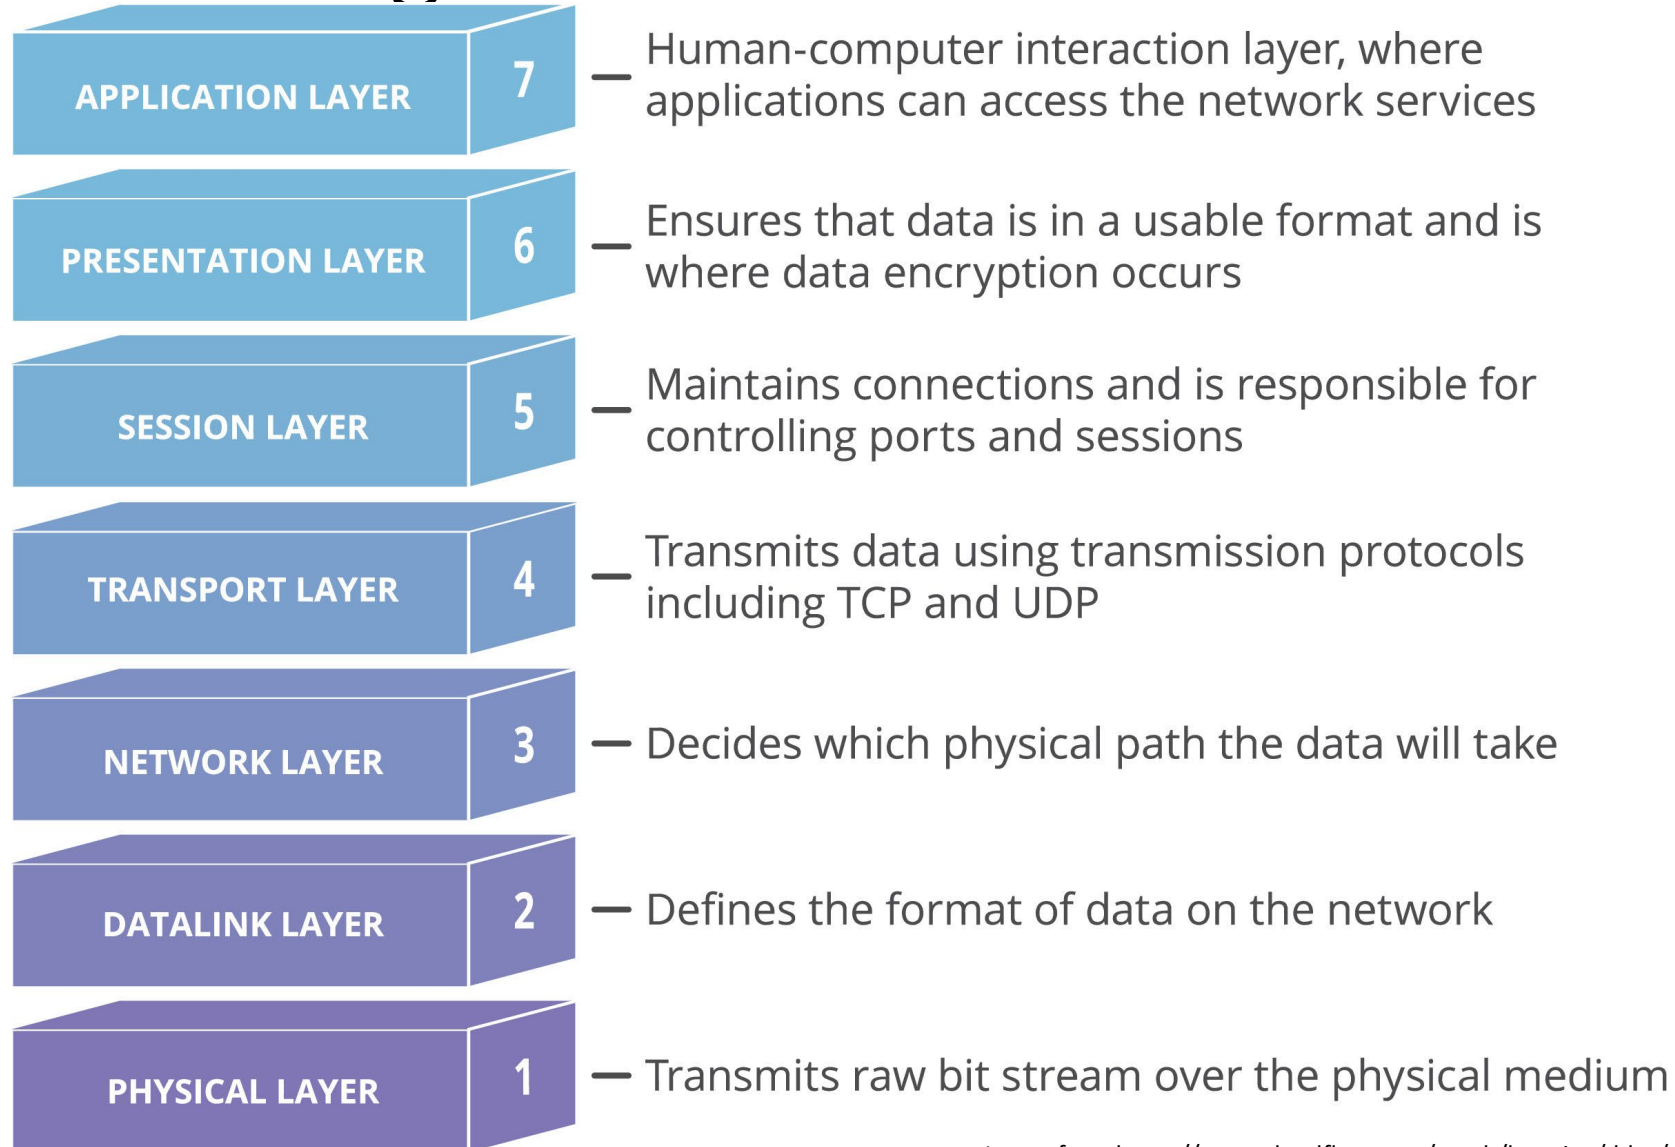 APPLICATION LAYER
7
Human-computer interaction layer, where
applications can access the network services
PRESENTATION LAYER
6
Ensures that data is in a usable format and is
where data encryption occurs
SESSION LAYER
5
Maintains connections and is responsible for
controlling ports and sessions
TRANSPORT LAYER
4
Transmits data using transmission protocols
including TCP and UDP
NETWORK LAYER
3
Decides which physical path the data will take
DATALINK LAYER
2
Defines the format of data on the network
PHYSICAL LAYER
1
Transmits raw bit stream over the physical medium